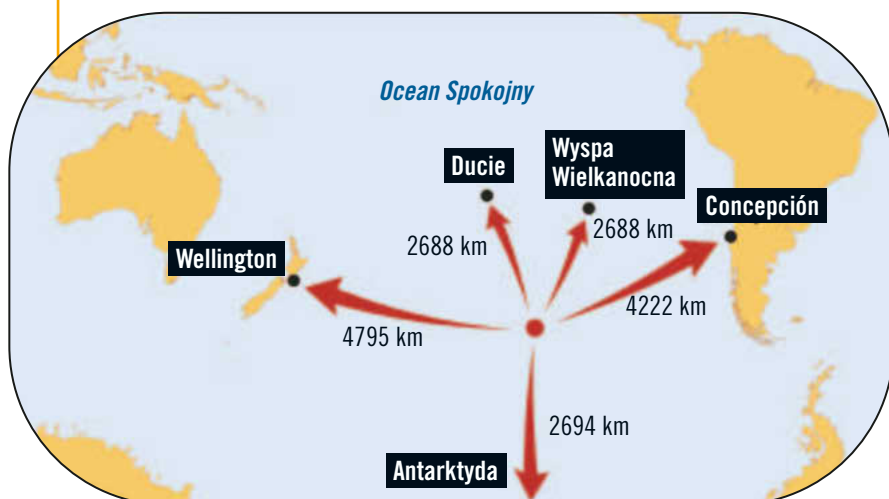 Ocean Spokojny
Ducie
Wyspa
Wielkanocna
Concepción
2688 km
2688 km
Wellington
4222 km
4795 km
2694 km
Antarktyda